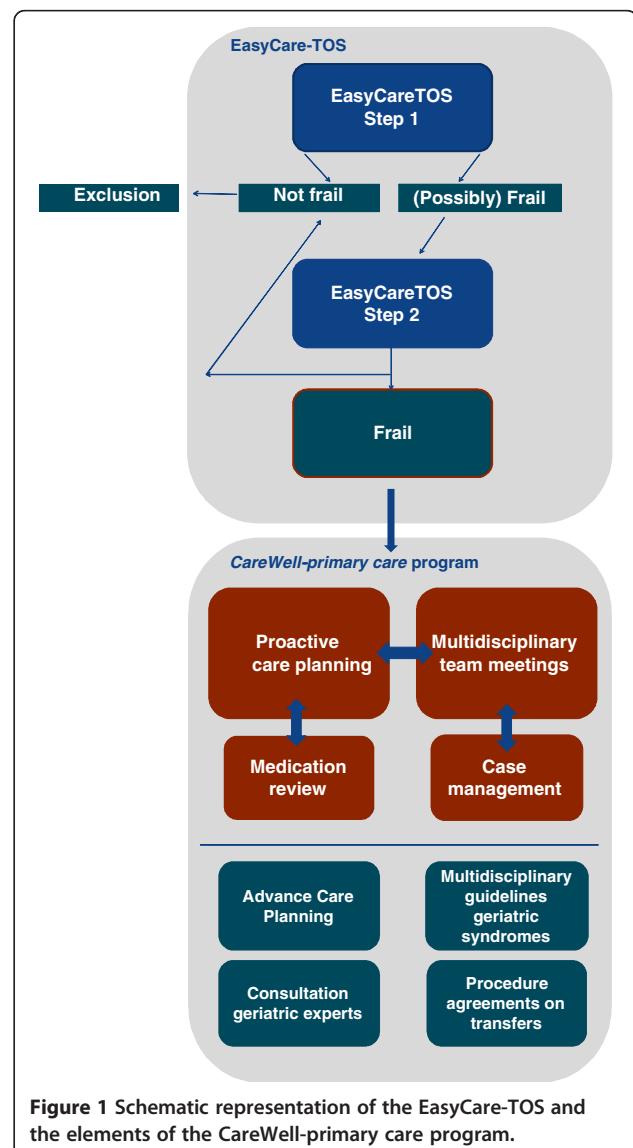 EasyCare-TOS
EasyCareTOS
Step 1
Exclusion
Not frail
(Possibly) Frail
EasyCareTOS
Step 2
Frail
CareWell-primary care program
Proactive
care planning
Multidisciplinary
team meetings
Medication
review
Case
management
Advance Care
Planning
Multidisciplinary
guidelines
geriatric
syndromes
Consultation
geriatric experts
Procedure
agreements on
transfers
Figure 1 Schematic representation of the EasyCare-TOS and
the elements of the CareWell-primary care program.